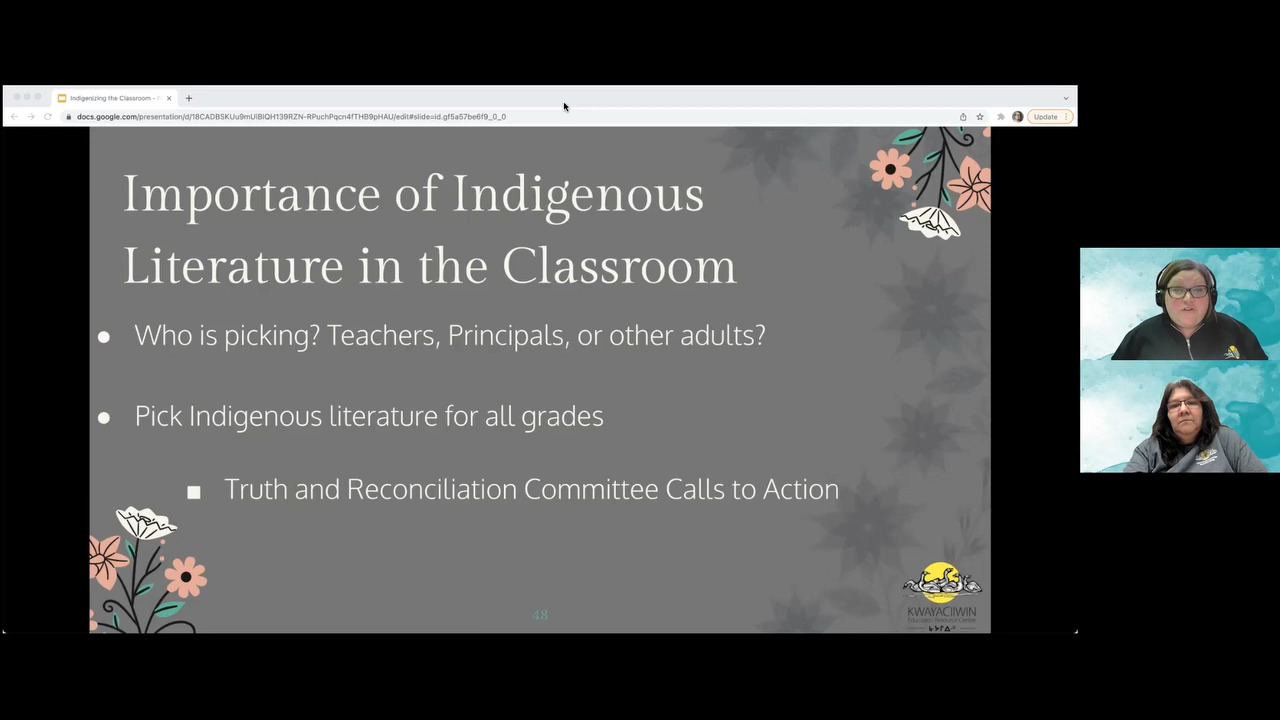 Indigenizing the Classroom -
docs.google.com/presentation/d/18CADBSKUu9mUIBIQH139RZN-RPuchPqcn4fTHB9pHAU/edit#slide=id.gf5a57be6f9_0_0
Update
Importance of Indigenous
Literature in the Classroom
● Who is picking? Teachers, Principals, or other adults?
● Pick Indigenous literature for all grades
■ Truth and Reconciliation Committee Calls to Action
48
KWAYACIIWIN
Education Resource Centre